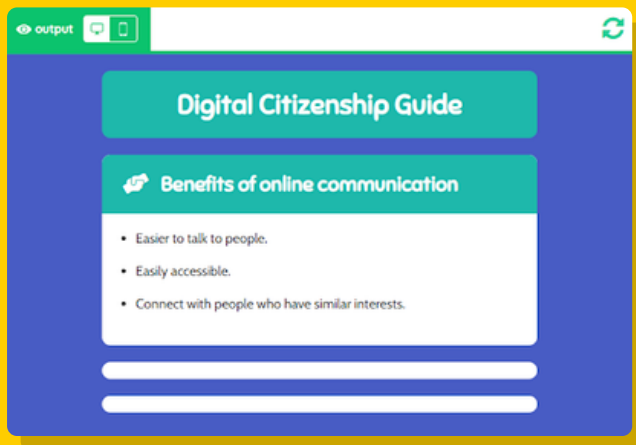 output
Digital Citizenship Guide
Benefits of online communication
Easier to talk to people.
Easily accessible.
Connect with people who have similar interests.